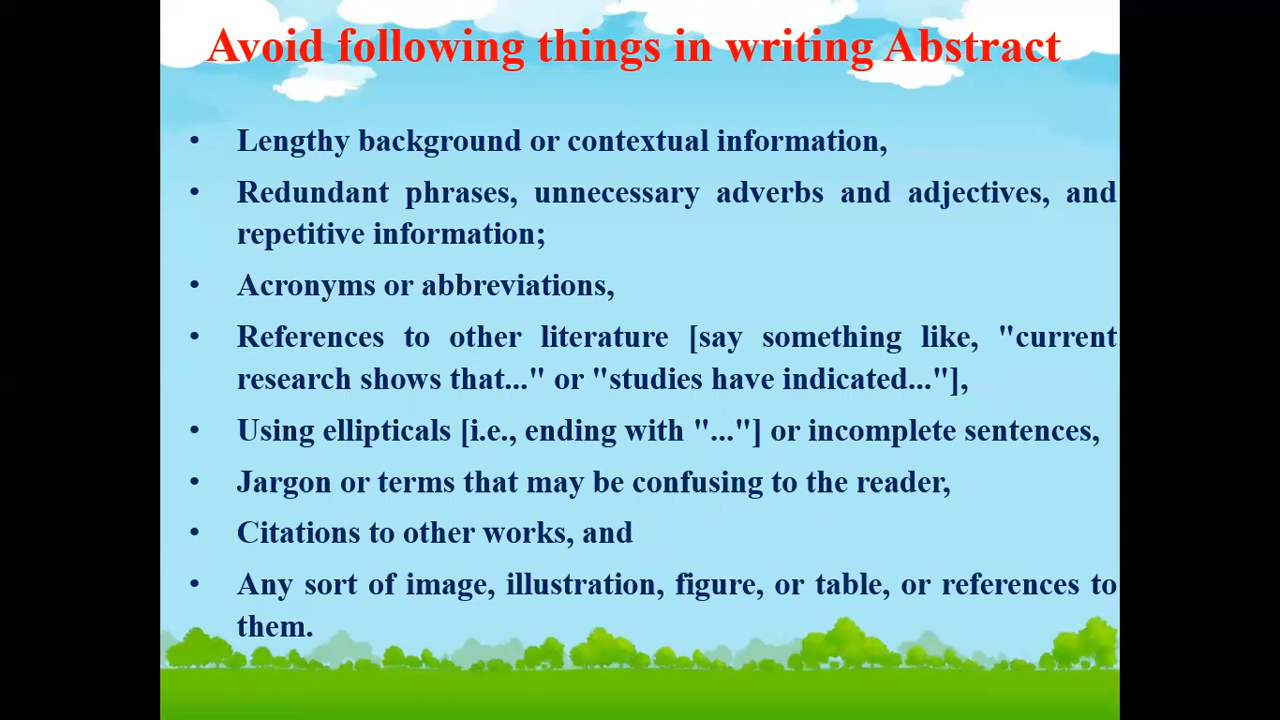 Avoid following things in writing Abstract
• Lengthy background or contextual information,
• Redundant phrases, unnecessary adverbs and adjectives, and
repetitive information;
• Acronyms or abbreviations,
• References to other literature [say something like, "current
research shows that..." or "studies have indicated..."],
• Using ellipticals [i.e., ending with "..."] or incomplete sentences,
• Jargon or terms that may be confusing to the reader,
• Citations to other works, and
• Any sort of image, illustration, figure, or table, or references to
them.